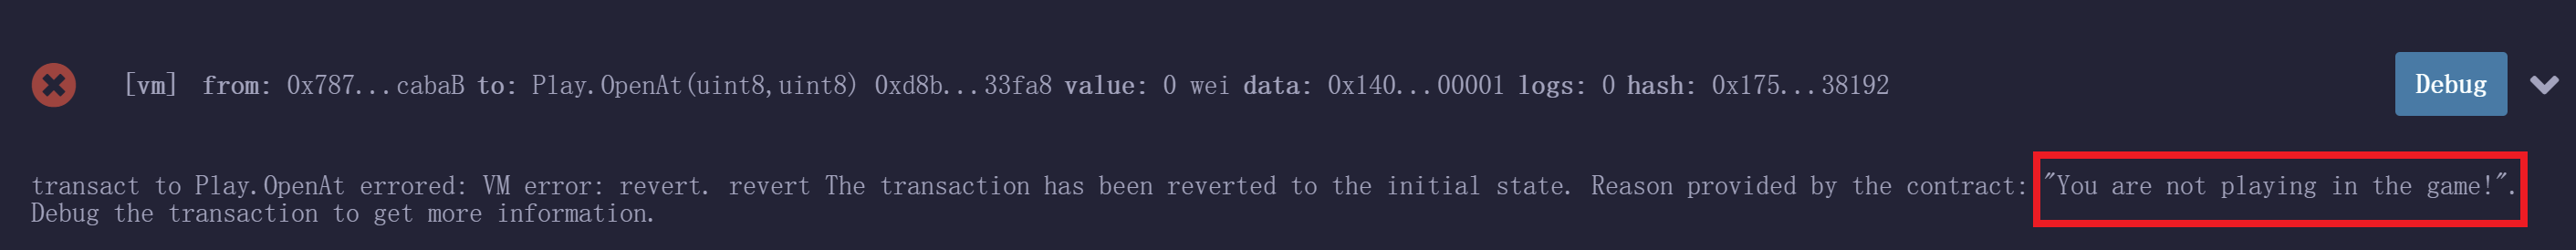 [vm] from: 0x787...cabaB to: Play.OpenAt(uint8,uint8) 0xd8b...33fa8 value: 0 wei data: 0x140...00001 logs: 0 hash: 0x175...38192 Debug
transact to Play.OpenAt errored: VM error: revert. revert The transaction has been reverted to the initial state. Reason provided by the contract: "You are not playing in the game!".
Debug the transaction to get more information.